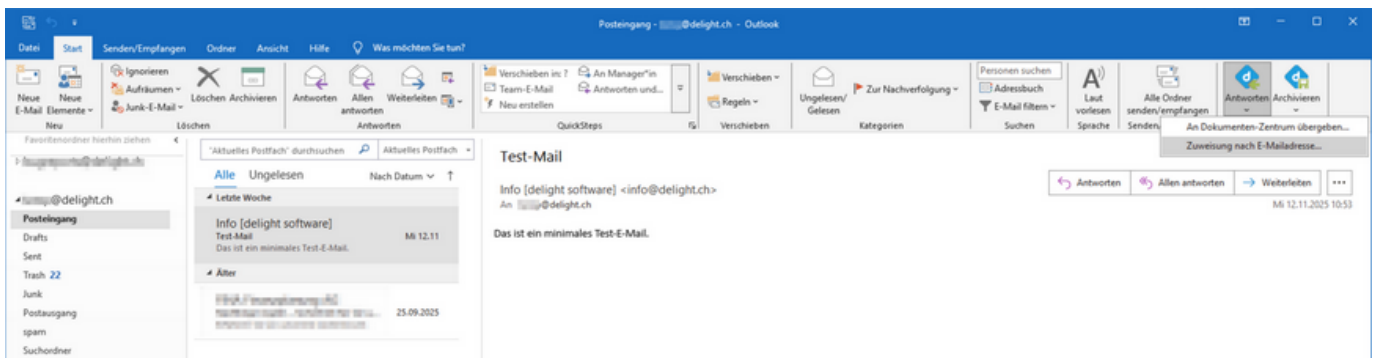 Posteingang - @delight.ch - Outlook
Datei Start Senden/Empfangen Ordner Ansicht Hilfe Was möchten Sie tun?
Neue E-Mail
Neue Elemente
Ignorieren
Aufräumen
Junk-E-Mail
Löschen Archivieren
Antworten
Allen antworten
Weiterleiten
Verschieben in: ?
Team-E-Mail
Neu erstellen
An Manager*in
Antworten und...
Verschieben
Regeln
Ungelesen/ Gelesen
Zur Nachverfolgung
Personen suchen
Adressbuch
E-Mail filtern
Laut vorlesen
Alle Ordner senden/empfangen
Antworten Archivieren
Neu Löschen Antworten QuickSteps Verschieben Kategorien Suchen Sprache Senden
An Dokumenten-Zentrum übergeben...
Zuweisung nach E-Mailadresse...
Favoritenordner hierhin ziehen
@delight.ch
Posteingang
Drafts
Sent
Trash 22
Junk
Postausgang
spam
Suchordner
"Aktuelles Postfach" durchsuchen Aktuelles Postfach
Alle Ungelesen Nach Datum
Letzte Woche
Info [delight software]
Test-Mail Mi 12.11
Das ist ein minimales Test-E-Mail.
Älter
25.09.2025
Test-Mail
Info [delight software] <info@delight.ch>
An @delight.ch
Antworten Allen antworten Weiterleiten
Mi 12.11.2025 10:53
Das ist ein minimales Test-E-Mail.